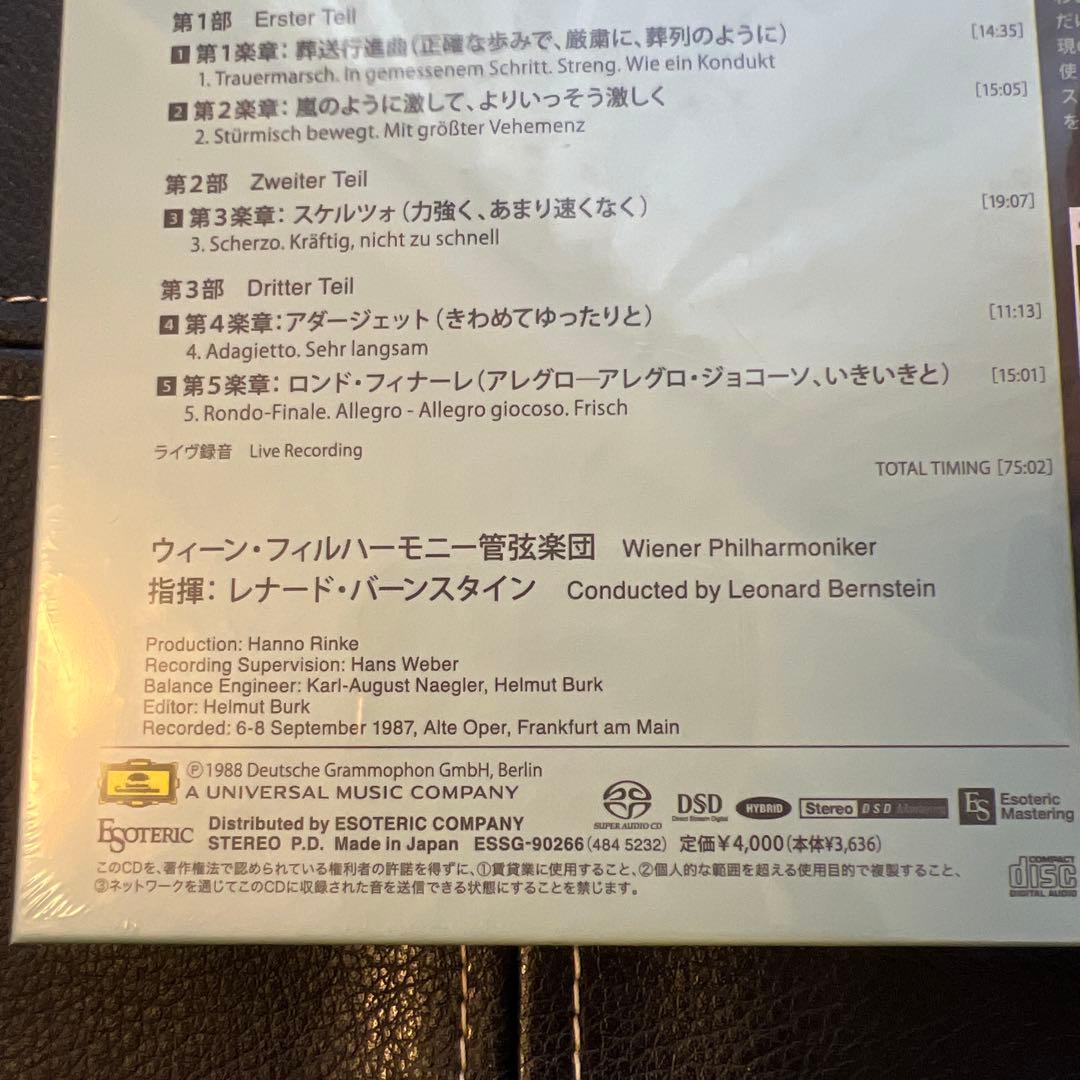 第1部 Erster Teil
1 第1楽章：葬送行進曲（正確な歩みで、厳粛に、葬列のように） [14:35]
1. Trauermarsch. In gemessenem Schritt. Streng. Wie ein Kondukt
2 第2楽章：嵐のように激して、よりいっそう激しく [15:05]
2. Stürmisch bewegt. Mit größter Vehemenz
第2部 Zweiter Teil
3 第3楽章：スケルツォ（力強く、あまり速くなく） [19:07]
3. Scherzo. Kräftig, nicht zu schnell
第3部 Dritter Teil
4 第4楽章：アダージェット（きわめてゆったりと） [11:13]
4. Adagietto. Sehr langsam
5 第5楽章：ロンド・フィナーレ（アレグロ―アレグロ・ジョコーソ、いきいきと） [15:01]
5. Rondo-Finale. Allegro - Allegro giocoso. Frisch
ライヴ録音 Live Recording
TOTAL TIMING [75:02]
ウィーン・フィルハーモニー管弦楽団 Wiener Philharmoniker
指揮：レナード・バーンスタイン Conducted by Leonard Bernstein
Production: Hanno Rinke
Recording Supervision: Hans Weber
Balance Engineer: Karl-August Naegler, Helmut Burk
Editor: Helmut Burk
Recorded: 6-8 September 1987, Alte Oper, Frankfurt am Main
Ⓟ1988 Deutsche Grammophon GmbH, Berlin
A UNIVERSAL MUSIC COMPANY
SUPER AUDIO CD
DSD
Direct Stream Digital
HYBRID
Stereo DSD Mastering
ES Esoteric
Mastering
ESOTERIC Distributed by ESOTERIC COMPANY
STEREO P.D. Made in Japan ESSG-90266 (484 5232) 定価￥4,000（本体¥3,636）
このCDを、著作権法で認められている権利者の許諾を得ずに、①賃貸業に使用すること、②個人的な範囲を超える使用目的で複製すること、
③ネットワークを通じてこのCDに収録された音を送信できる状態にすることを禁じます。
COMPACT
disc
DIGITAL AUDIO
だい
現の
使
ス
を